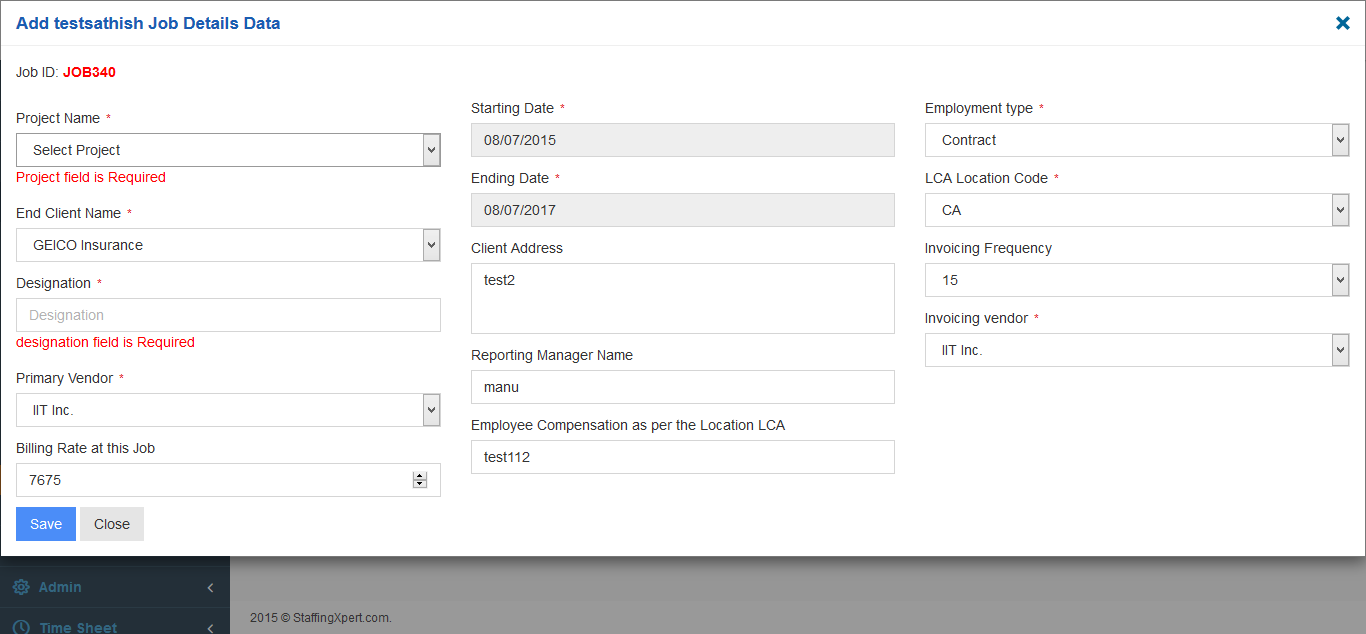 Add testsathish Job Details Data
Job ID: JOB340
Project Name *
Select Project
Project field is Required
End Client Name *
GEICO Insurance
Designation *
Designation
designation field is Required
Primary Vendor *
IIT Inc.
Billing Rate at this Job
7675
Starting Date *
08/07/2015
Ending Date *
08/07/2017
Client Address
test2
Reporting Manager Name
manu
Employee Compensation as per the Location LCA
test112
Employment type *
Contract
LCA Location Code *
CA
Invoicing Frequency
15
Invoicing vendor *
IIT Inc.
Save Close
Admin
Time Sheet
2015 © StaffingXpert.com.